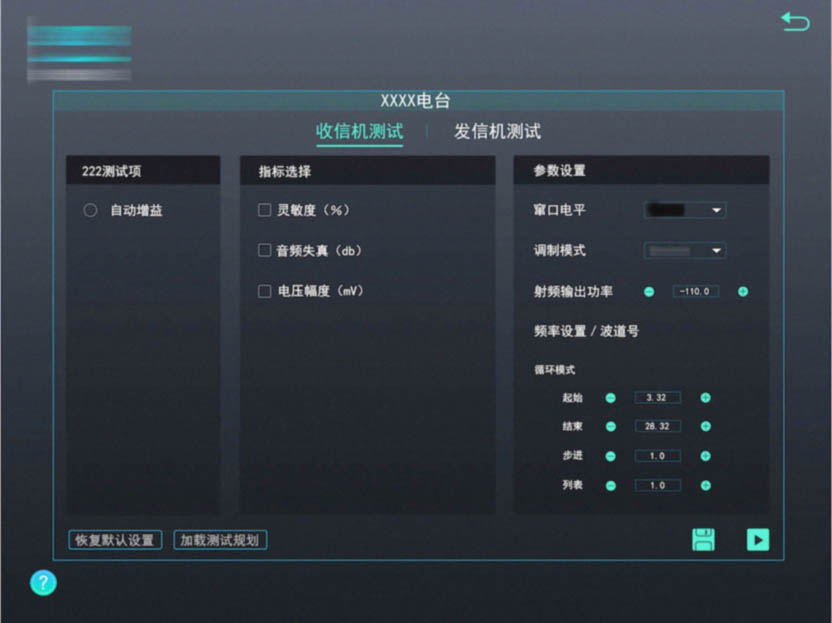 XXXX电台
收信机测试 | 发信机测试
222测试项
自动增益
指标选择
灵敏度（%）
音频失真（db）
电压幅度（mV）
参数设置
窜口电平
调制模式
射频输出功率 -110.0
频率设置 / 波道号
循环模式
起始 3.32
结束 28.32
步进 1.0
列表 1.0
恢复默认设置 加载测试规划
?